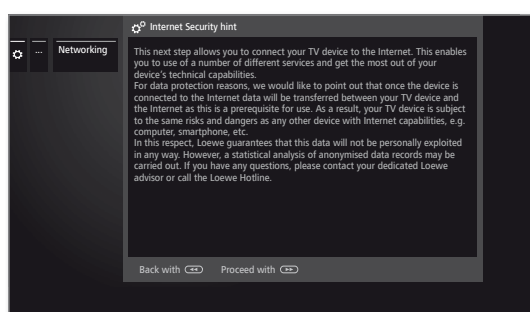 Internet Security hint
... Networking
This next step allows you to connect your TV device to the Internet. This enables
you to use of a number of different services and get the most out of your
device's technical capabilities.
For data protection reasons, we would like to point out that once the device is
connected to the Internet data will be transferred between your TV device and
the Internet as this is a prerequisite for use. As a result, your TV device is subject
to the same risks and dangers as any other device with Internet capabilities, e.g.
computer, smartphone, etc.
In this respect, Loewe guarantees that this data will not be personally exploited
in any way. However, a statistical analysis of anonymised data records may be
carried out. If you have any questions, please contact your dedicated Loewe
advisor or call the Loewe Hotline.
Back with Proceed with